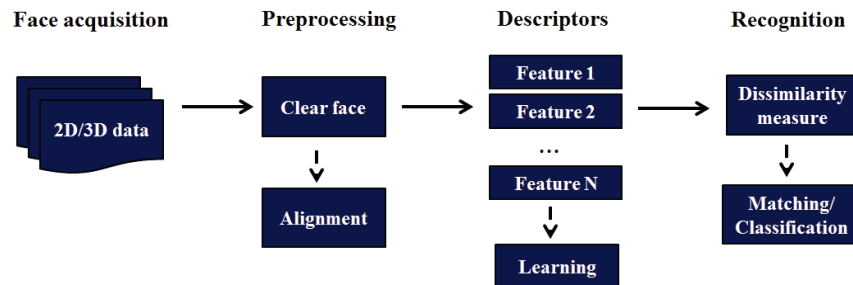 Face acquisition
Preprocessing
Descriptors
Recognition
2D/3D data
Clear face
Alignment
Feature 1
Feature 2
...
Feature N
Learning
Dissimilarity
measure
Matching/
Classification